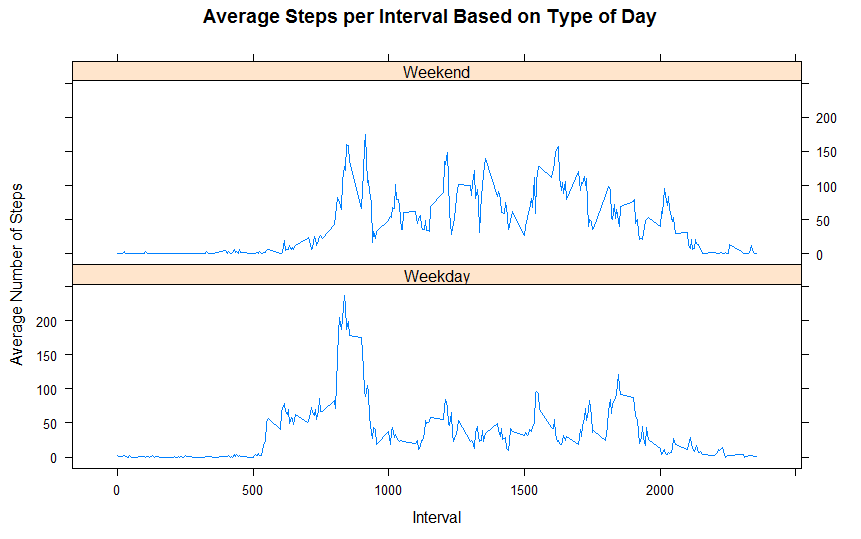 Average Steps per Interval Based on Type of Day
Weekend
200
150
100
50
0
Weekday
200
150
100
50
0
0 500 1000 1500 2000
Interval
Average Number of Steps